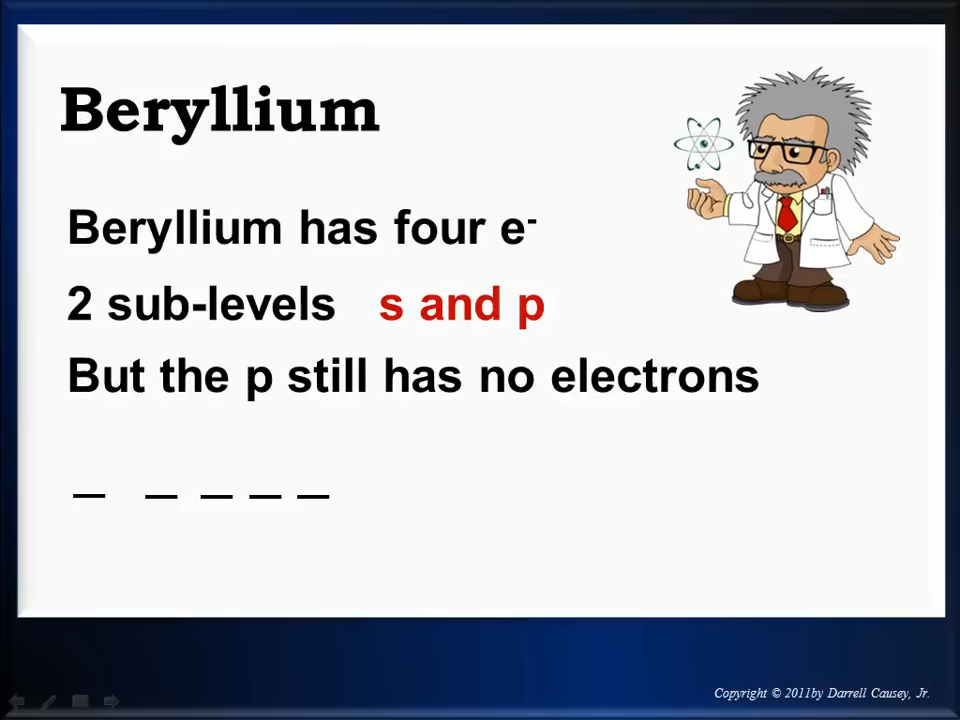 Beryllium
Beryllium has four e-
2 sub-levels s and p
But the p still has no electrons
_ _ _ _ _
Copyright © 2011by Darrell Causey, Jr.